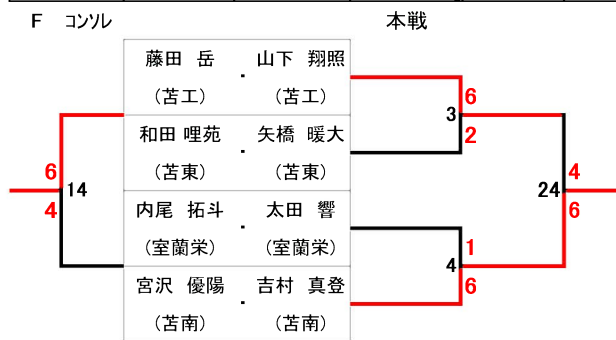 F コンソル 本戦
藤田 岳 ・ 山下 翔照
(苫工) (苫工)
6
3
2
和田 哩苑 ・ 矢橋 暖大
(苫東) (苫東)
6
14
4
4
24
6
内尾 拓斗 ・ 太田 響
(室蘭栄) (室蘭栄)
1
4
6
宮沢 優陽 ・ 吉村 真登
(苫南) (苫南)